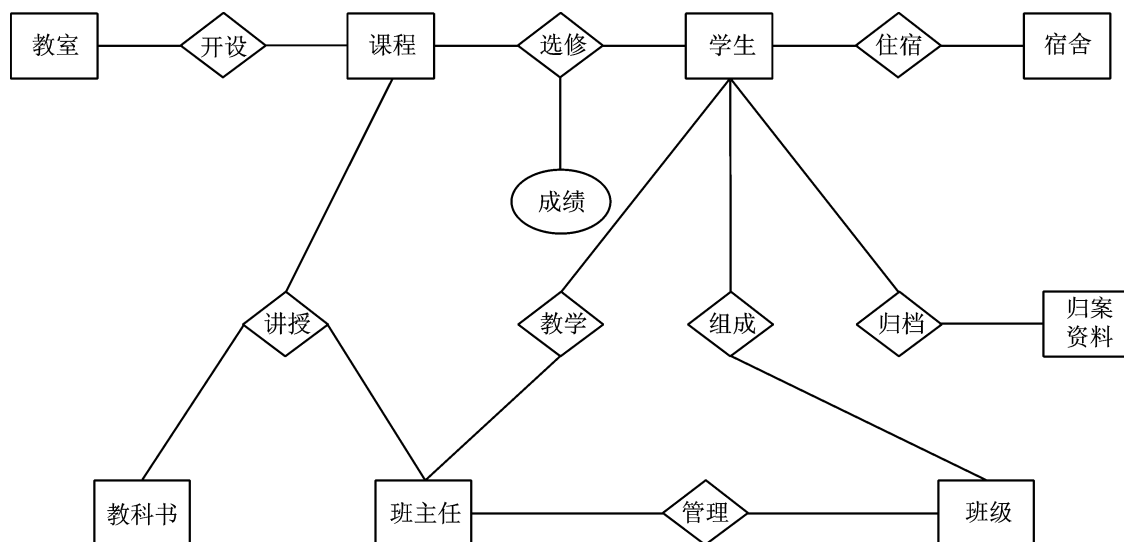 教室
开设
课程
选修
学生
住宿
宿舍
成绩
讲授
教学
组成
归档
归案
资料
教科书
班主任
管理
班级